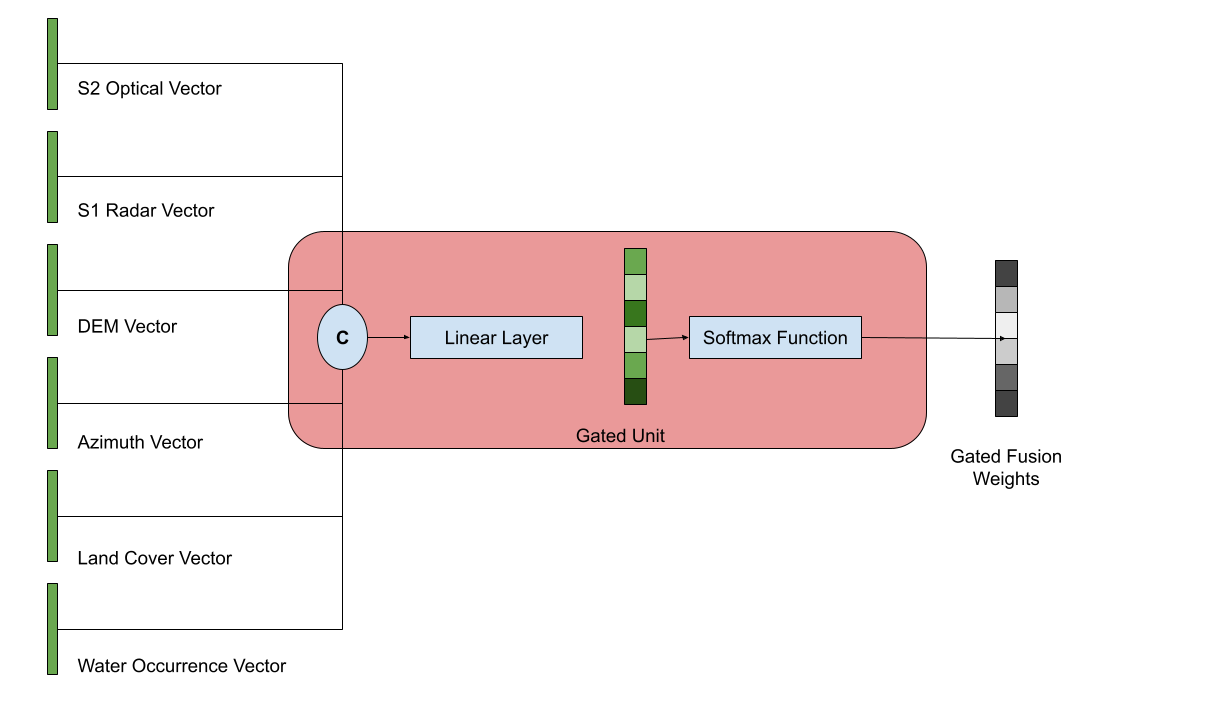 S2 Optical Vector
S1 Radar Vector
DEM Vector
C
Linear Layer
Softmax Function
Gated Unit
Azimuth Vector
Gated Fusion
Weights
Land Cover Vector
Water Occurrence Vector